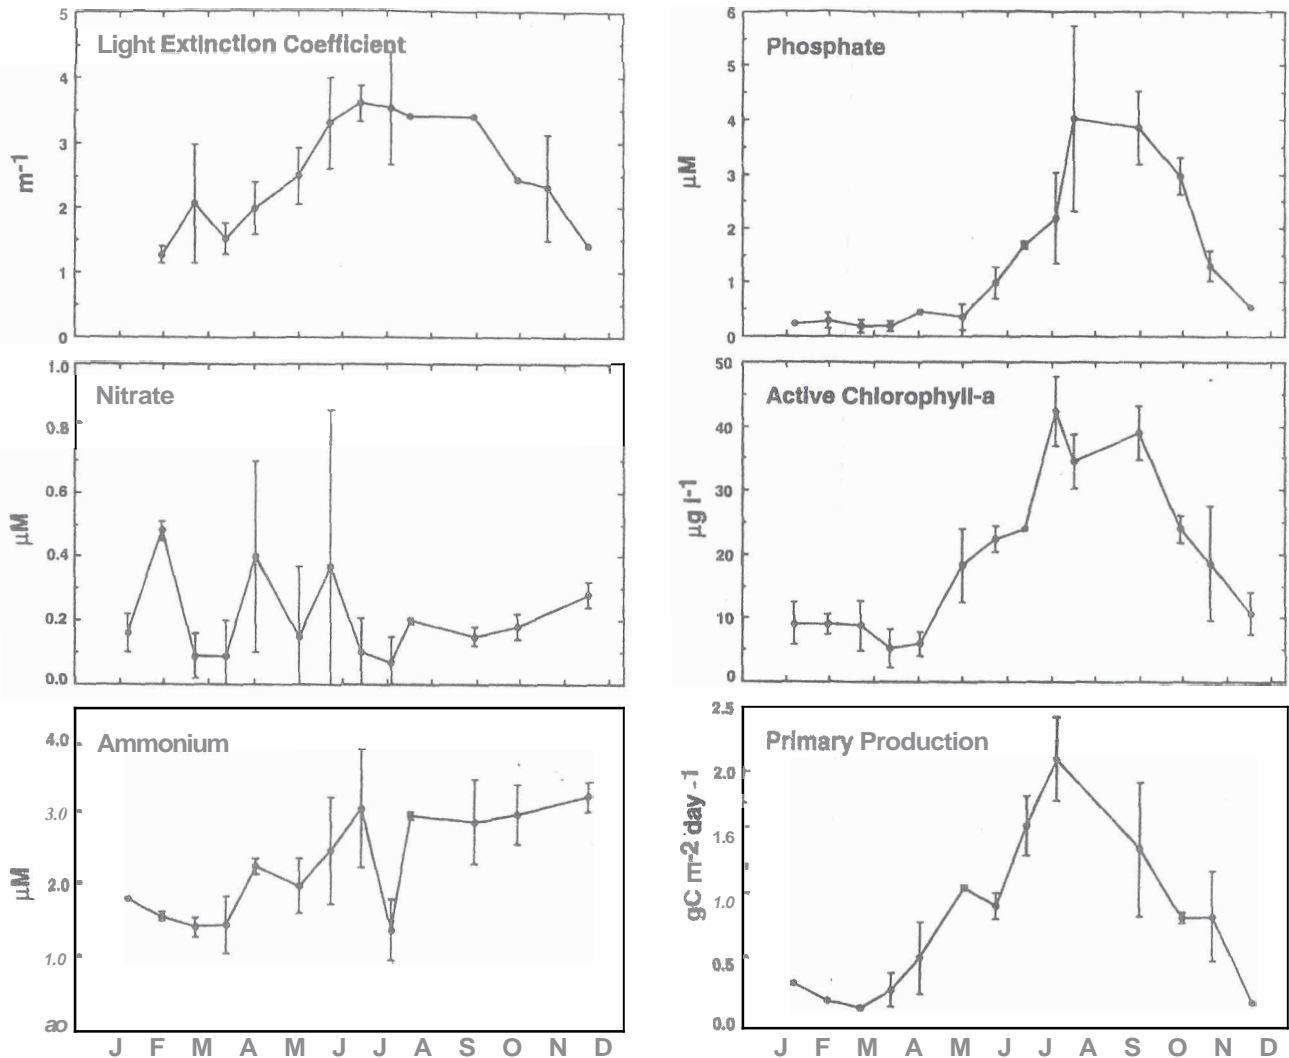 Light Extinction Coefficient
5
4
3
2
1
0
m-1
Phosphate
6
5
4
3
2
1
0
μM
Nitrate
1.0
0.8
0.6
0.4
0.2
0.0
μM
Active Chlorophyll-a
50
40
30
20
10
0
μg l-1
Ammonium
4.0
3.0
2.0
1.0
ao
μM
J F M A M J J A S O N D
Primary Production
2.5
2.0
1.6
1.0
0.5
0.0
gC m-2 day -1
J F M A M J J A S O N D